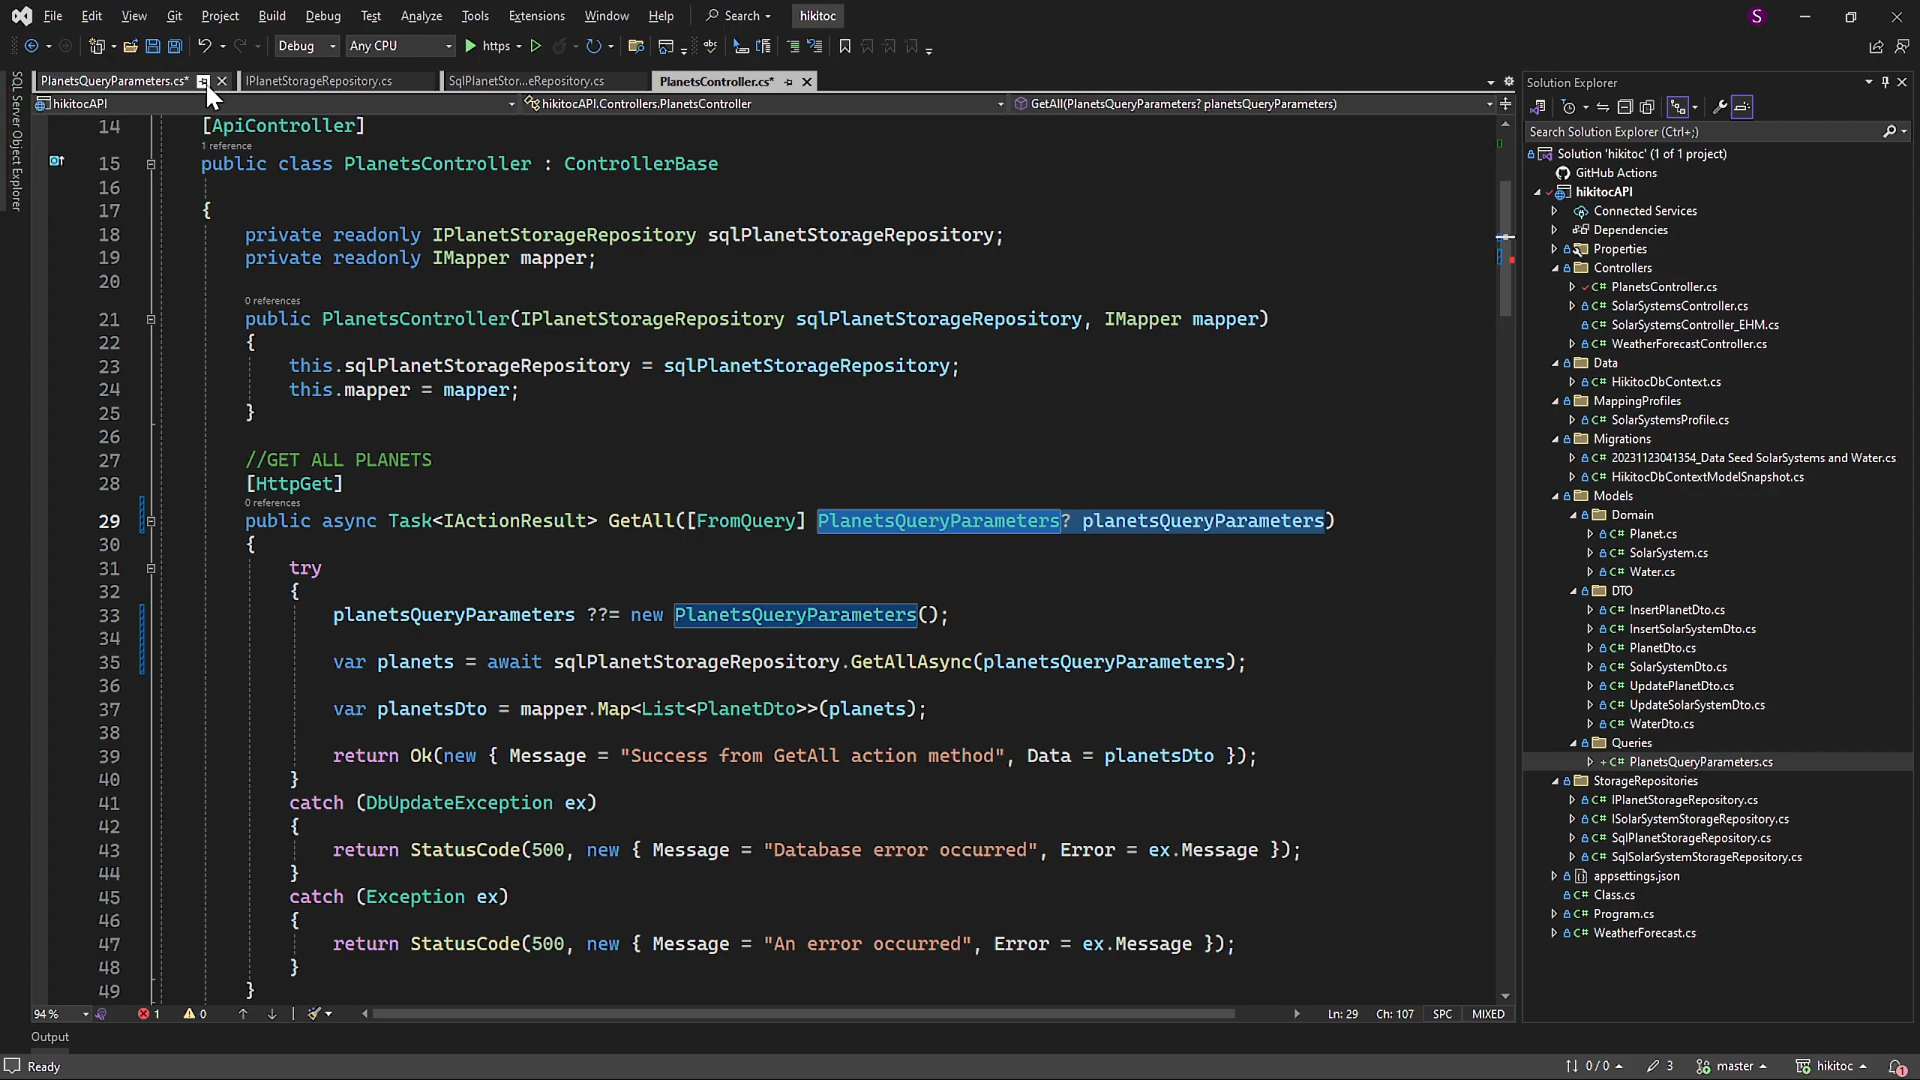 File Edit View Git Project Build Debug Test Analyze Tools Extensions Window Help Search hikitoc S
Debug Any CPU https
SQL Server Object Explorer
PlanetsQueryParameters.cs* IPlanetStorageRepository.cs SqlPlanetStor...eRepository.cs PlanetsController.cs*
hikitocAPI hikitocAPI.Controllers.PlanetsController GetAll(PlanetsQueryParameters? planetsQueryParameters)
14 [ApiController]
1 reference
15 public class PlanetsController : ControllerBase
16
17 {
18 private readonly IPlanetStorageRepository sqlPlanetStorageRepository;
19 private readonly IMapper mapper;
20
0 references
21 public PlanetsController(IPlanetStorageRepository sqlPlanetStorageRepository, IMapper mapper)
22 {
23 this.sqlPlanetStorageRepository = sqlPlanetStorageRepository;
24 this.mapper = mapper;
25 }
26
27 //GET ALL PLANETS
28 [HttpGet]
0 references
29 public async Task<IActionResult> GetAll([FromQuery] PlanetsQueryParameters? planetsQueryParameters)
30 {
31 try
32 {
33 planetsQueryParameters ??= new PlanetsQueryParameters();
34
35 var planets = await sqlPlanetStorageRepository.GetAllAsync(planetsQueryParameters);
36
37 var planetsDto = mapper.Map<List<PlanetDto>>(planets);
38
39 return Ok(new { Message = "Success from GetAll action method", Data = planetsDto });
40 }
41 catch (DbUpdateException ex)
42 {
43 return StatusCode(500, new { Message = "Database error occurred", Error = ex.Message });
44 }
45 catch (Exception ex)
46 {
47 return StatusCode(500, new { Message = "An error occurred", Error = ex.Message });
48 }
49 }
94 % 1 0 Ln: 29 Ch: 107 SPC MIXED
Output
Ready 0 / 0 3 master hikitoc 1
Solution Explorer
Search Solution Explorer (Ctrl+;)
Solution 'hikitoc' (1 of 1 project)
GitHub Actions
hikitocAPI
Connected Services
Dependencies
Properties
Controllers
C# PlanetsController.cs
C# SolarSystemsController.cs
C# SolarSystemsController_EHM.cs
C# WeatherForecastController.cs
Data
C# HikitocDbContext.cs
MappingProfiles
C# SolarSystemsProfile.cs
Migrations
C# 20231123041354_Data Seed SolarSystems and Water.cs
C# HikitocDbContextModelSnapshot.cs
Models
Domain
C# Planet.cs
C# SolarSystem.cs
C# Water.cs
DTO
C# InsertPlanetDto.cs
C# InsertSolarSystemDto.cs
C# PlanetDto.cs
C# SolarSystemDto.cs
C# UpdatePlanetDto.cs
C# UpdateSolarSystemDto.cs
C# WaterDto.cs
Queries
C# PlanetsQueryParameters.cs
StorageRepositories
C# IPlanetStorageRepository.cs
C# ISolarSystemStorageRepository.cs
C# SqlPlanetStorageRepository.cs
C# SqlSolarSystemStorageRepository.cs
appsettings.json
C# Class.cs
C# Program.cs
C# WeatherForecast.cs